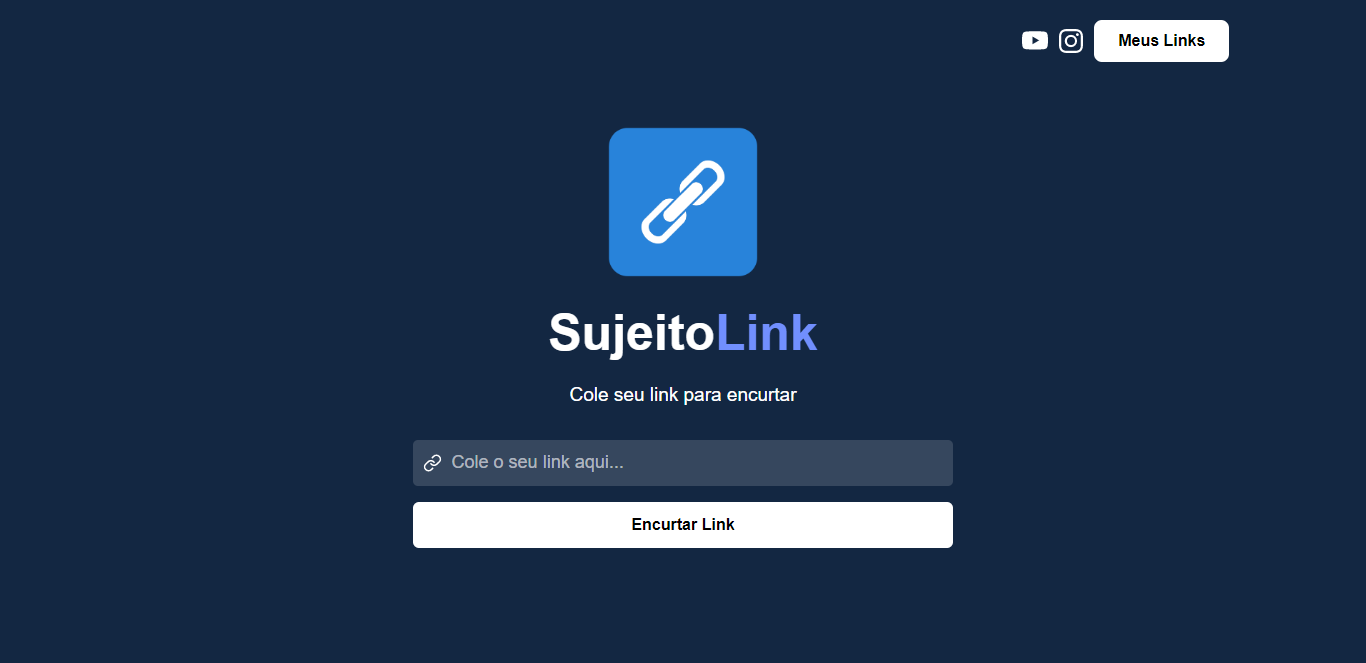 Meus Links
SujeitoLink
Cole seu link para encurtar
Cole o seu link aqui...
Encurtar Link